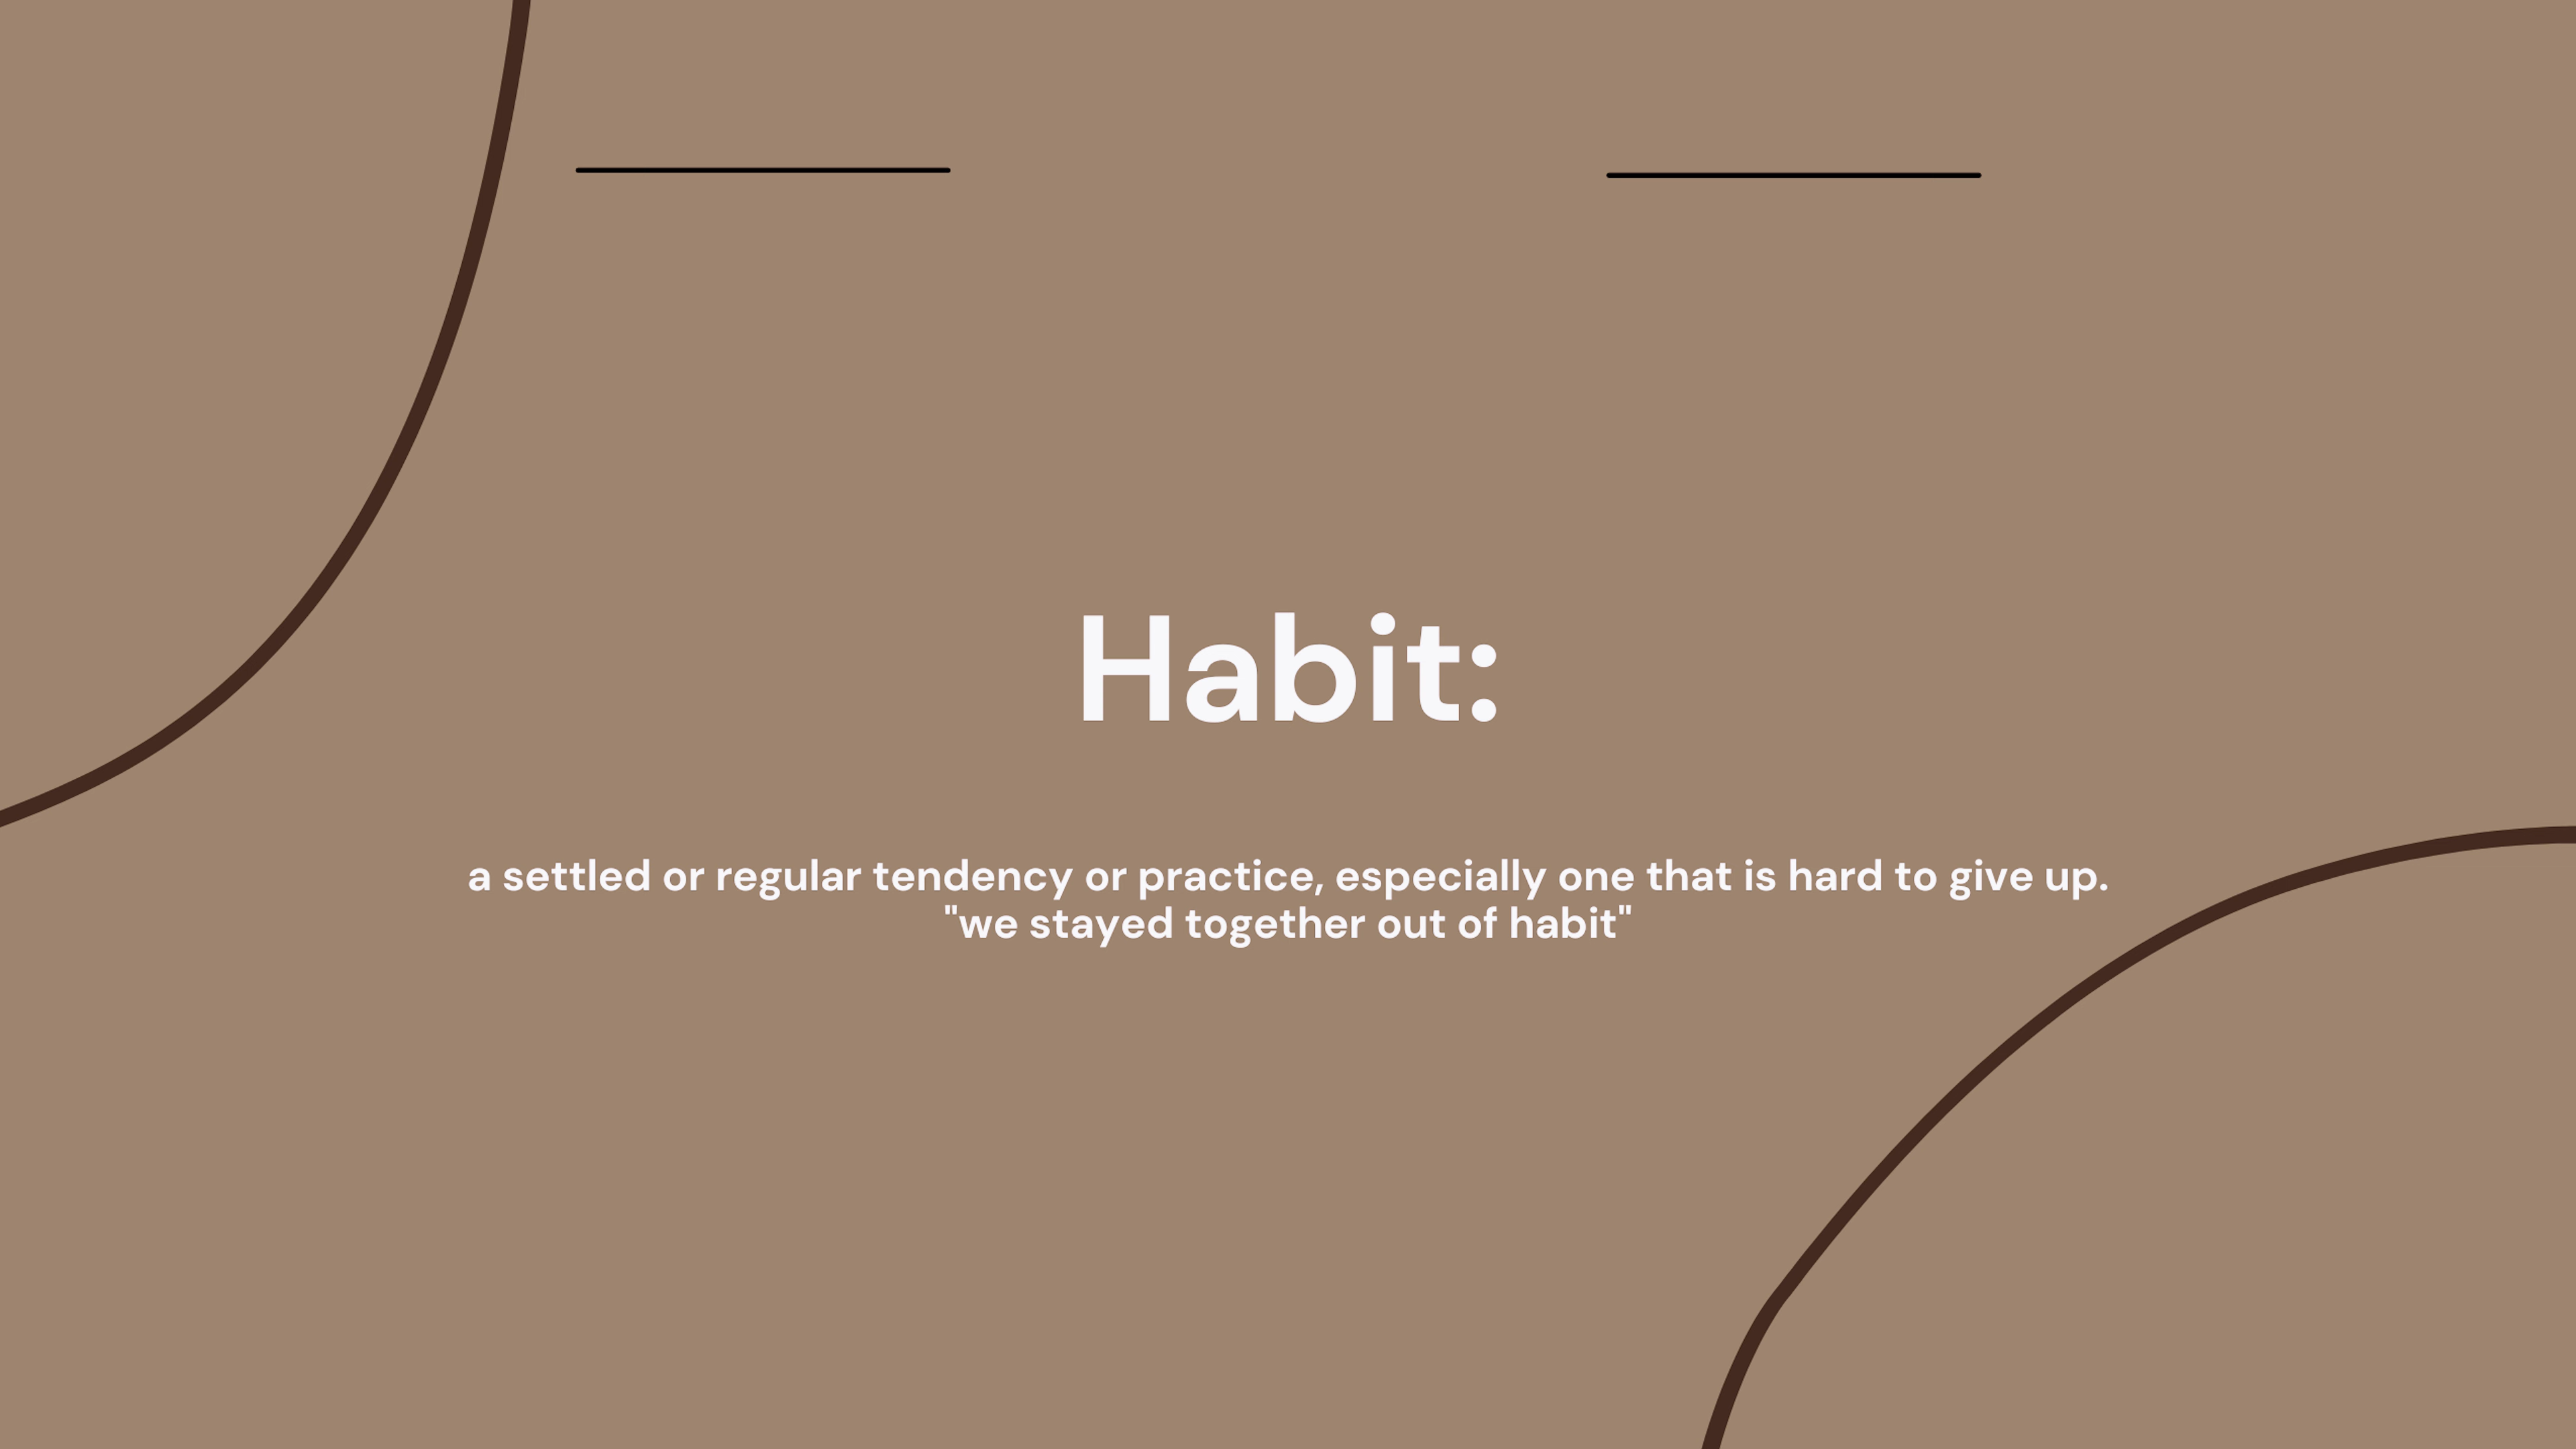 Habit:
a settled or regular tendency or practice, especially one that is hard to give up.
"we stayed together out of habit"